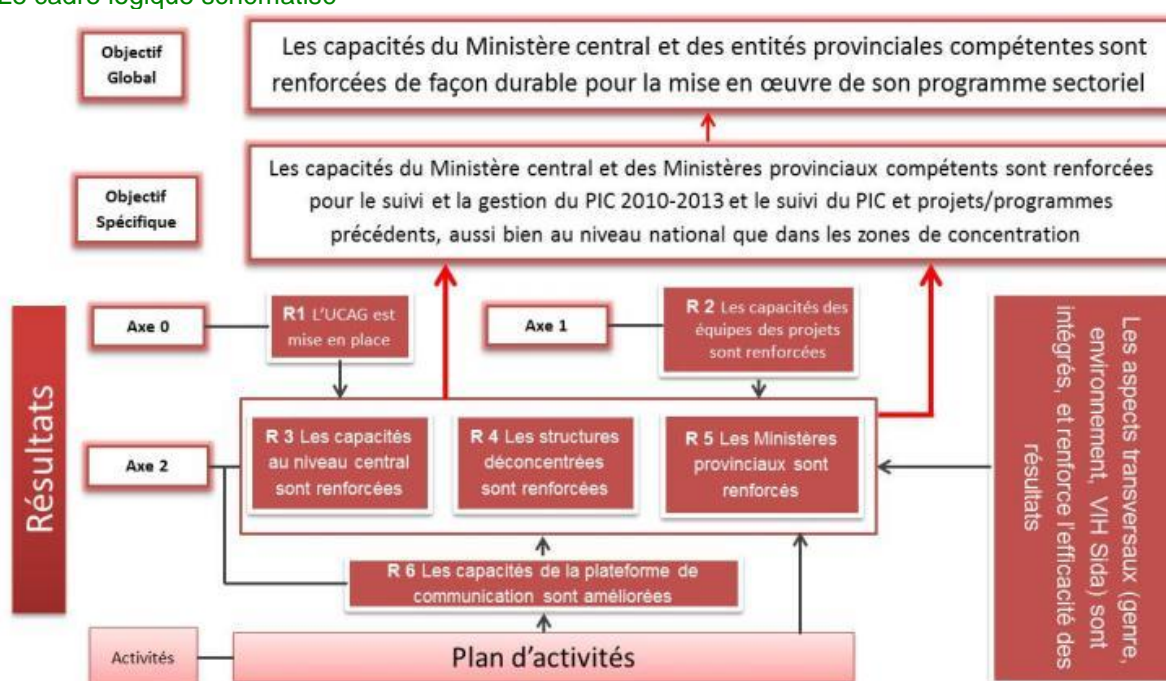 Le cadre logique schématisé
Objectif
Global
Les capacités du Ministère central et des entités provinciales compétentes sont
renforcées de façon durable pour la mise en œuvre de son programme sectoriel
Objectif
Spécifique
Les capacités du Ministère central et des Ministères provinciaux compétents sont renforcées
pour le suivi et la gestion du PIC 2010-2013 et le suivi du PIC et projets/programmes
précédents, aussi bien au niveau national que dans les zones de concentration
Résultats
Axe 0
R1 L'UCAG est
mise en place
Axe 1
R 2 Les capacités des
équipes des projets
sont renforcées
Axe 2
R 3 Les capacités
au niveau central
sont renforcées
R 4 Les structures
déconcentrées
sont renforcées
R 5 Les Ministères
provinciaux sont
renforcés
Les aspects transversaux (genre,
environnement, VIH Sida) sont
intégrés, et renforce l'efficacité des
résultats
R 6 Les capacités de la plateforme de
communication sont améliorées
Activités
Plan d'activités